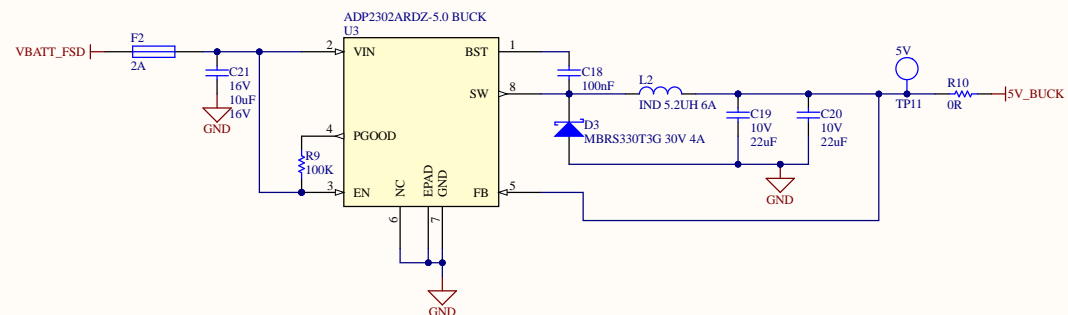 ADP2302ARDZ-5.0 BUCK
U3
VBATT_FSD
F2
2A
C21
16V
10uF
16V
GND
2
VIN
4
PGOOD
R9
100K
3
EN
NC
EPAD
GND
6
7
GND
BST
1
SW
8
FB
5
C18
100nF
D3
MBRS330T3G 30V 4A
L2
IND 5.2UH 6A
C19
10V
22uF
C20
10V
22uF
GND
5V
TP11
R10
0R
5V_BUCK